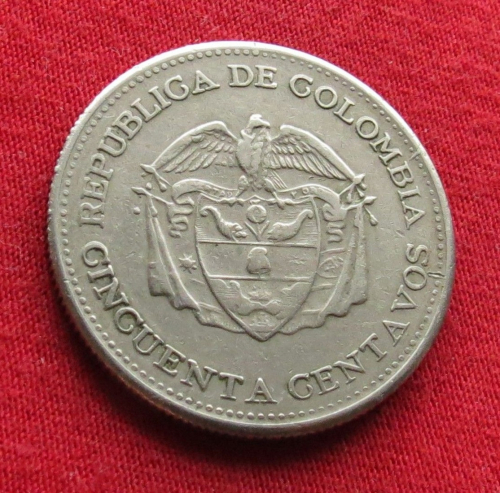 REPUBLICA DE COLOMBIA
CINCUENTA CENTAVOS